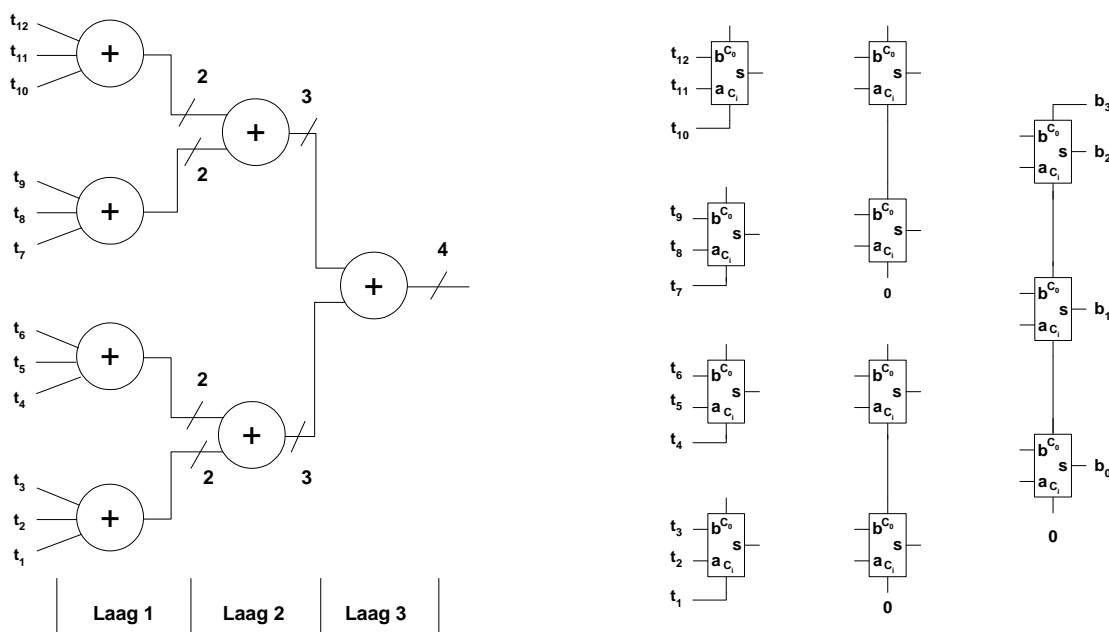 t12
t11
t10
+
2
3
+
2
t9
t8
t7
+
4
+
t6
t5
t4
+
2
+
2
3
t3
t2
t1
+
Laag 1 Laag 2 Laag 3
t12 b C0
s
t11 a Ci
t10
b C0
s
a Ci
t9 b C0
s
t8 a Ci
t7
b C0
s
a Ci
0
b3
b C0
s b2
a Ci
t6 b C0
s
t5 a Ci
t4
b C0
s
a Ci
b C0
s b1
a Ci
t3 b C0
s
t2 a Ci
t1
b C0
s
a Ci
0
b C0
s b0
a Ci
0